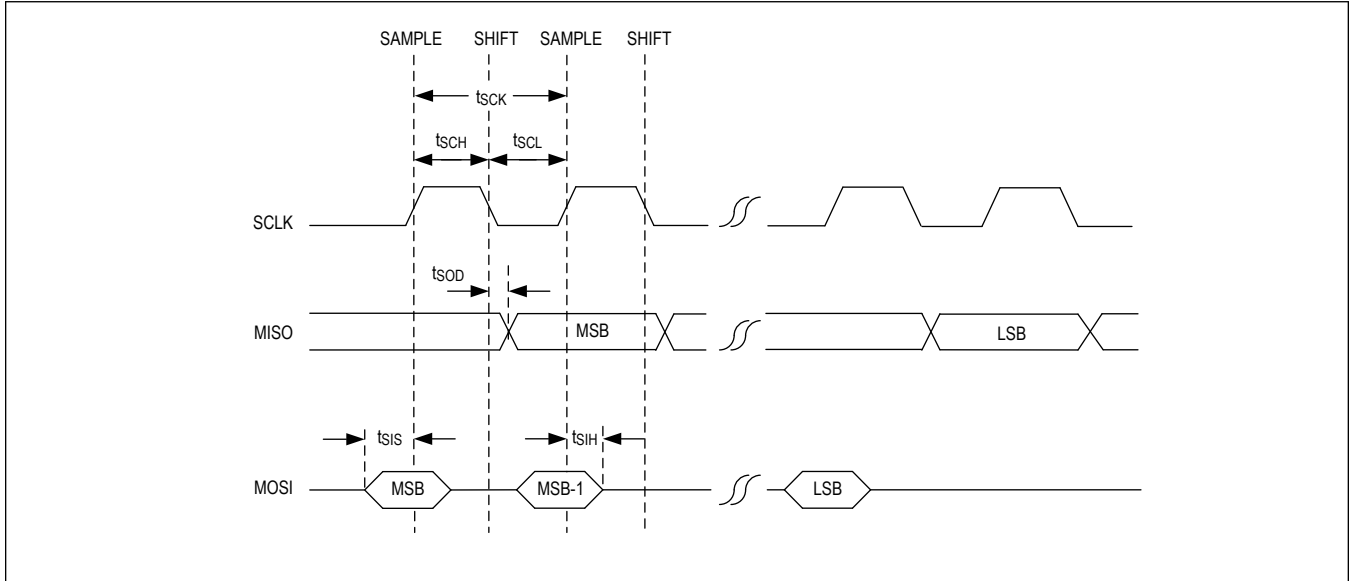 SAMPLE SHIFT SAMPLE SHIFT
tSCK
tSCH tSCL
SCLK
tSOD
MISO MSB LSB
tSIS tSIH
MOSI MSB MSB-1 LSB